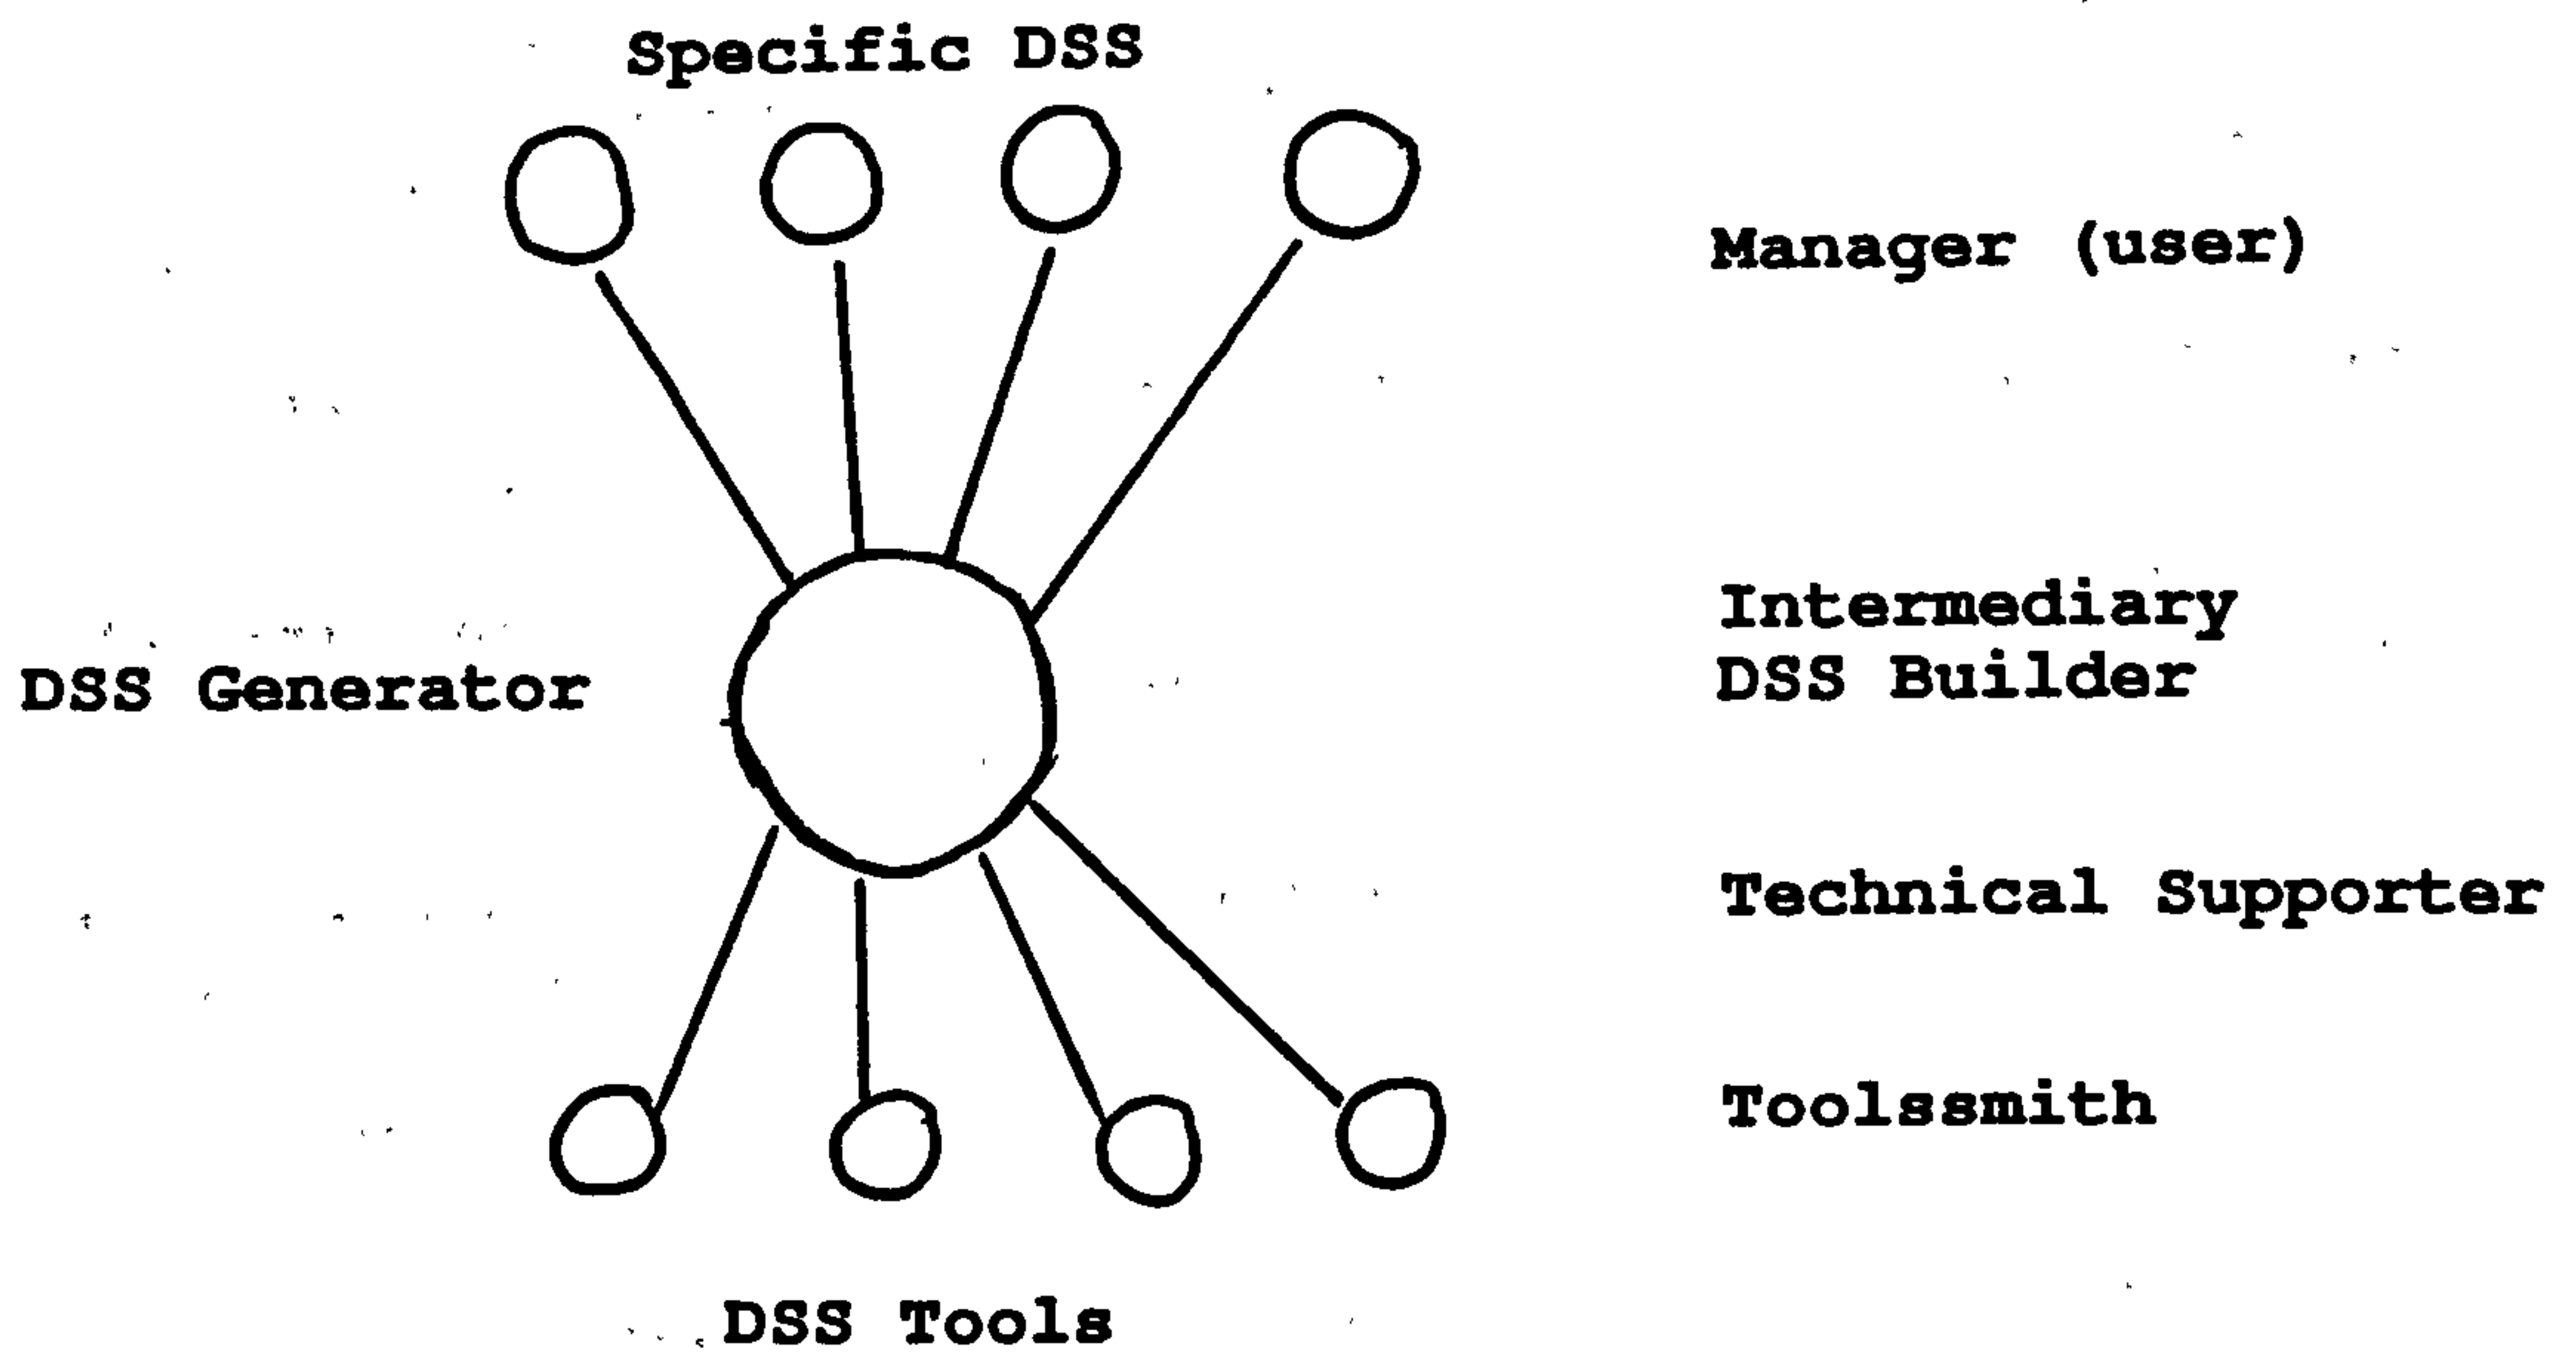 Specific DSS
Manager (user)
Intermediary
DSS Builder
DSS Generator
Technical Supporter
Toolssmith
DSS Tools